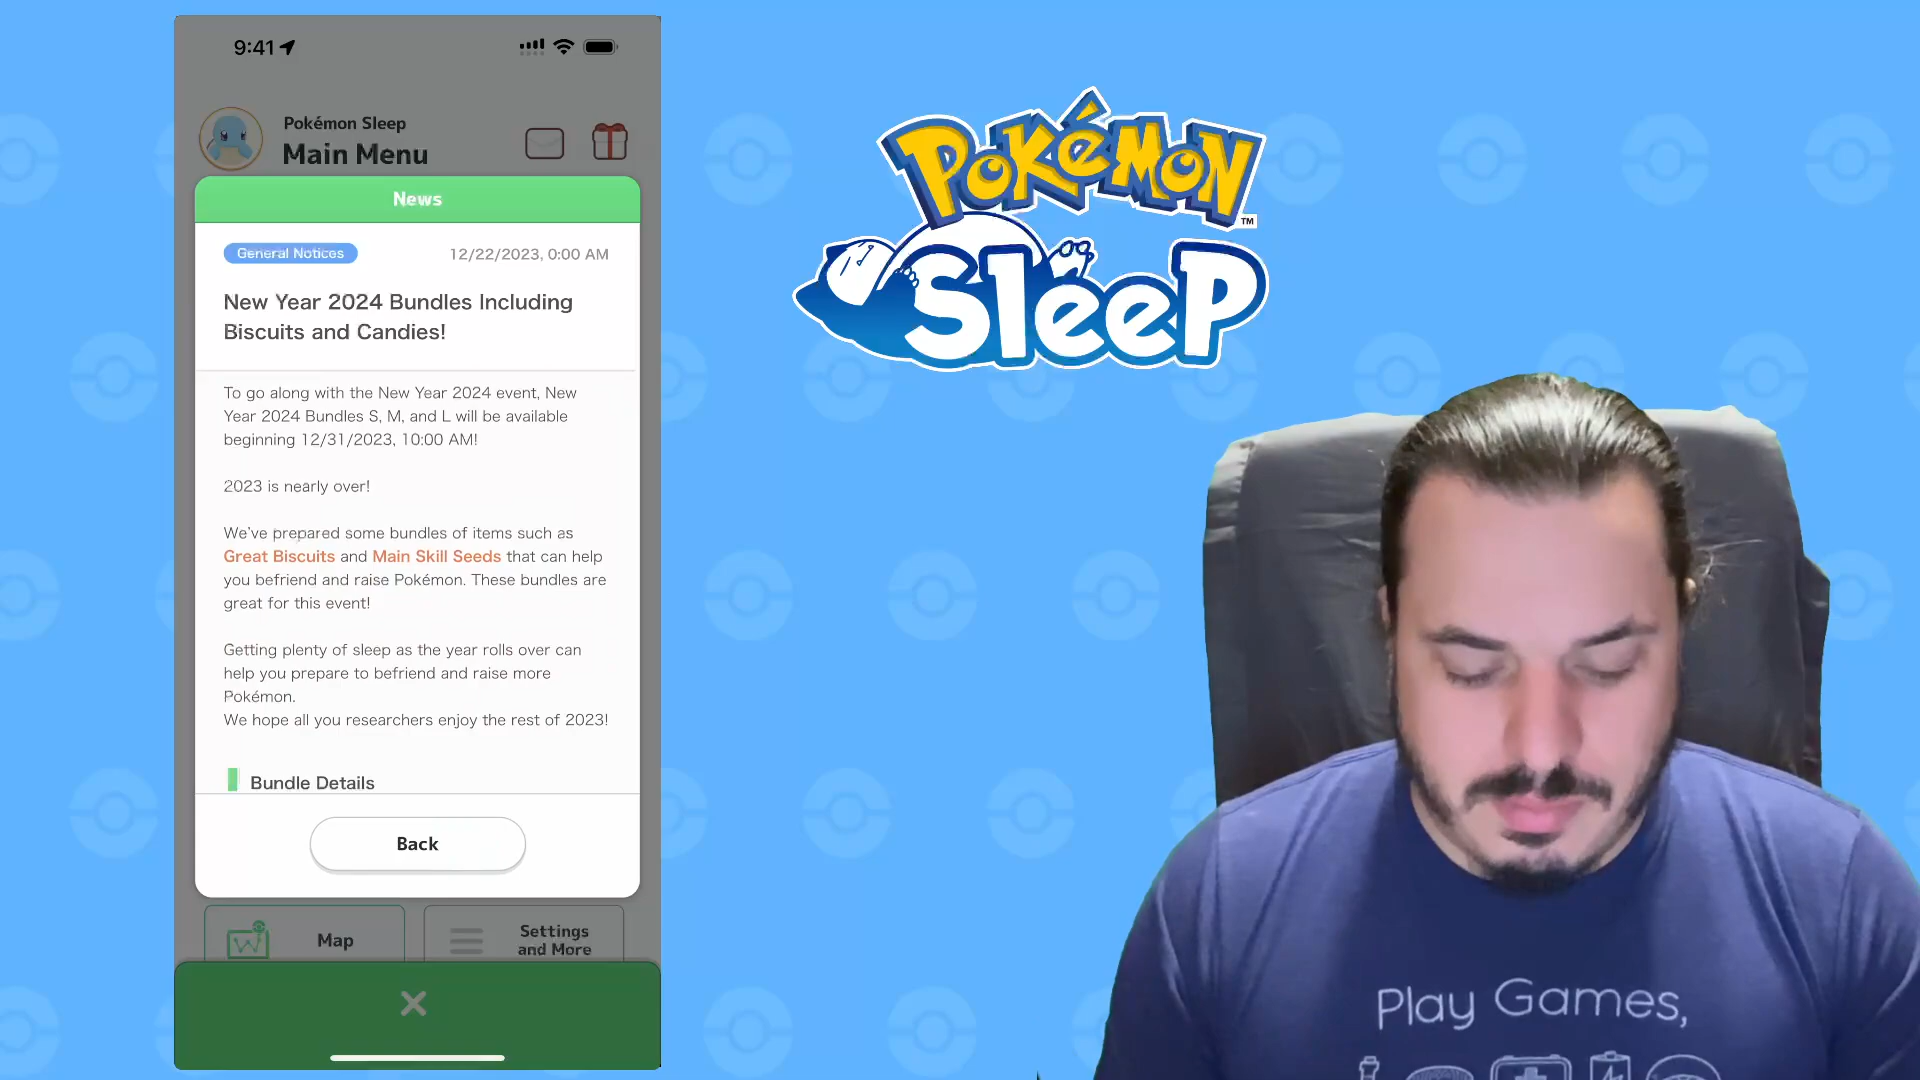 9:41
Pokémon Sleep
Main Menu
News
General Notices
12/22/2023, 0:00 AM
New Year 2024 Bundles Including
Biscuits and Candies!
To go along with the New Year 2024 event, New
Year 2024 Bundles S, M, and L will be available
beginning 12/31/2023, 10:00 AM!
2023 is nearly over!
We've prepared some bundles of items such as
Great Biscuits and Main Skill Seeds that can help
you befriend and raise Pokémon. These bundles are
great for this event!
Getting plenty of sleep as the year rolls over can
help you prepare to befriend and raise more
Pokémon.
We hope all you researchers enjoy the rest of 2023!
Bundle Details
Back
Map
Settings
and More
POKéMON
TM
Sleep
Play Games,